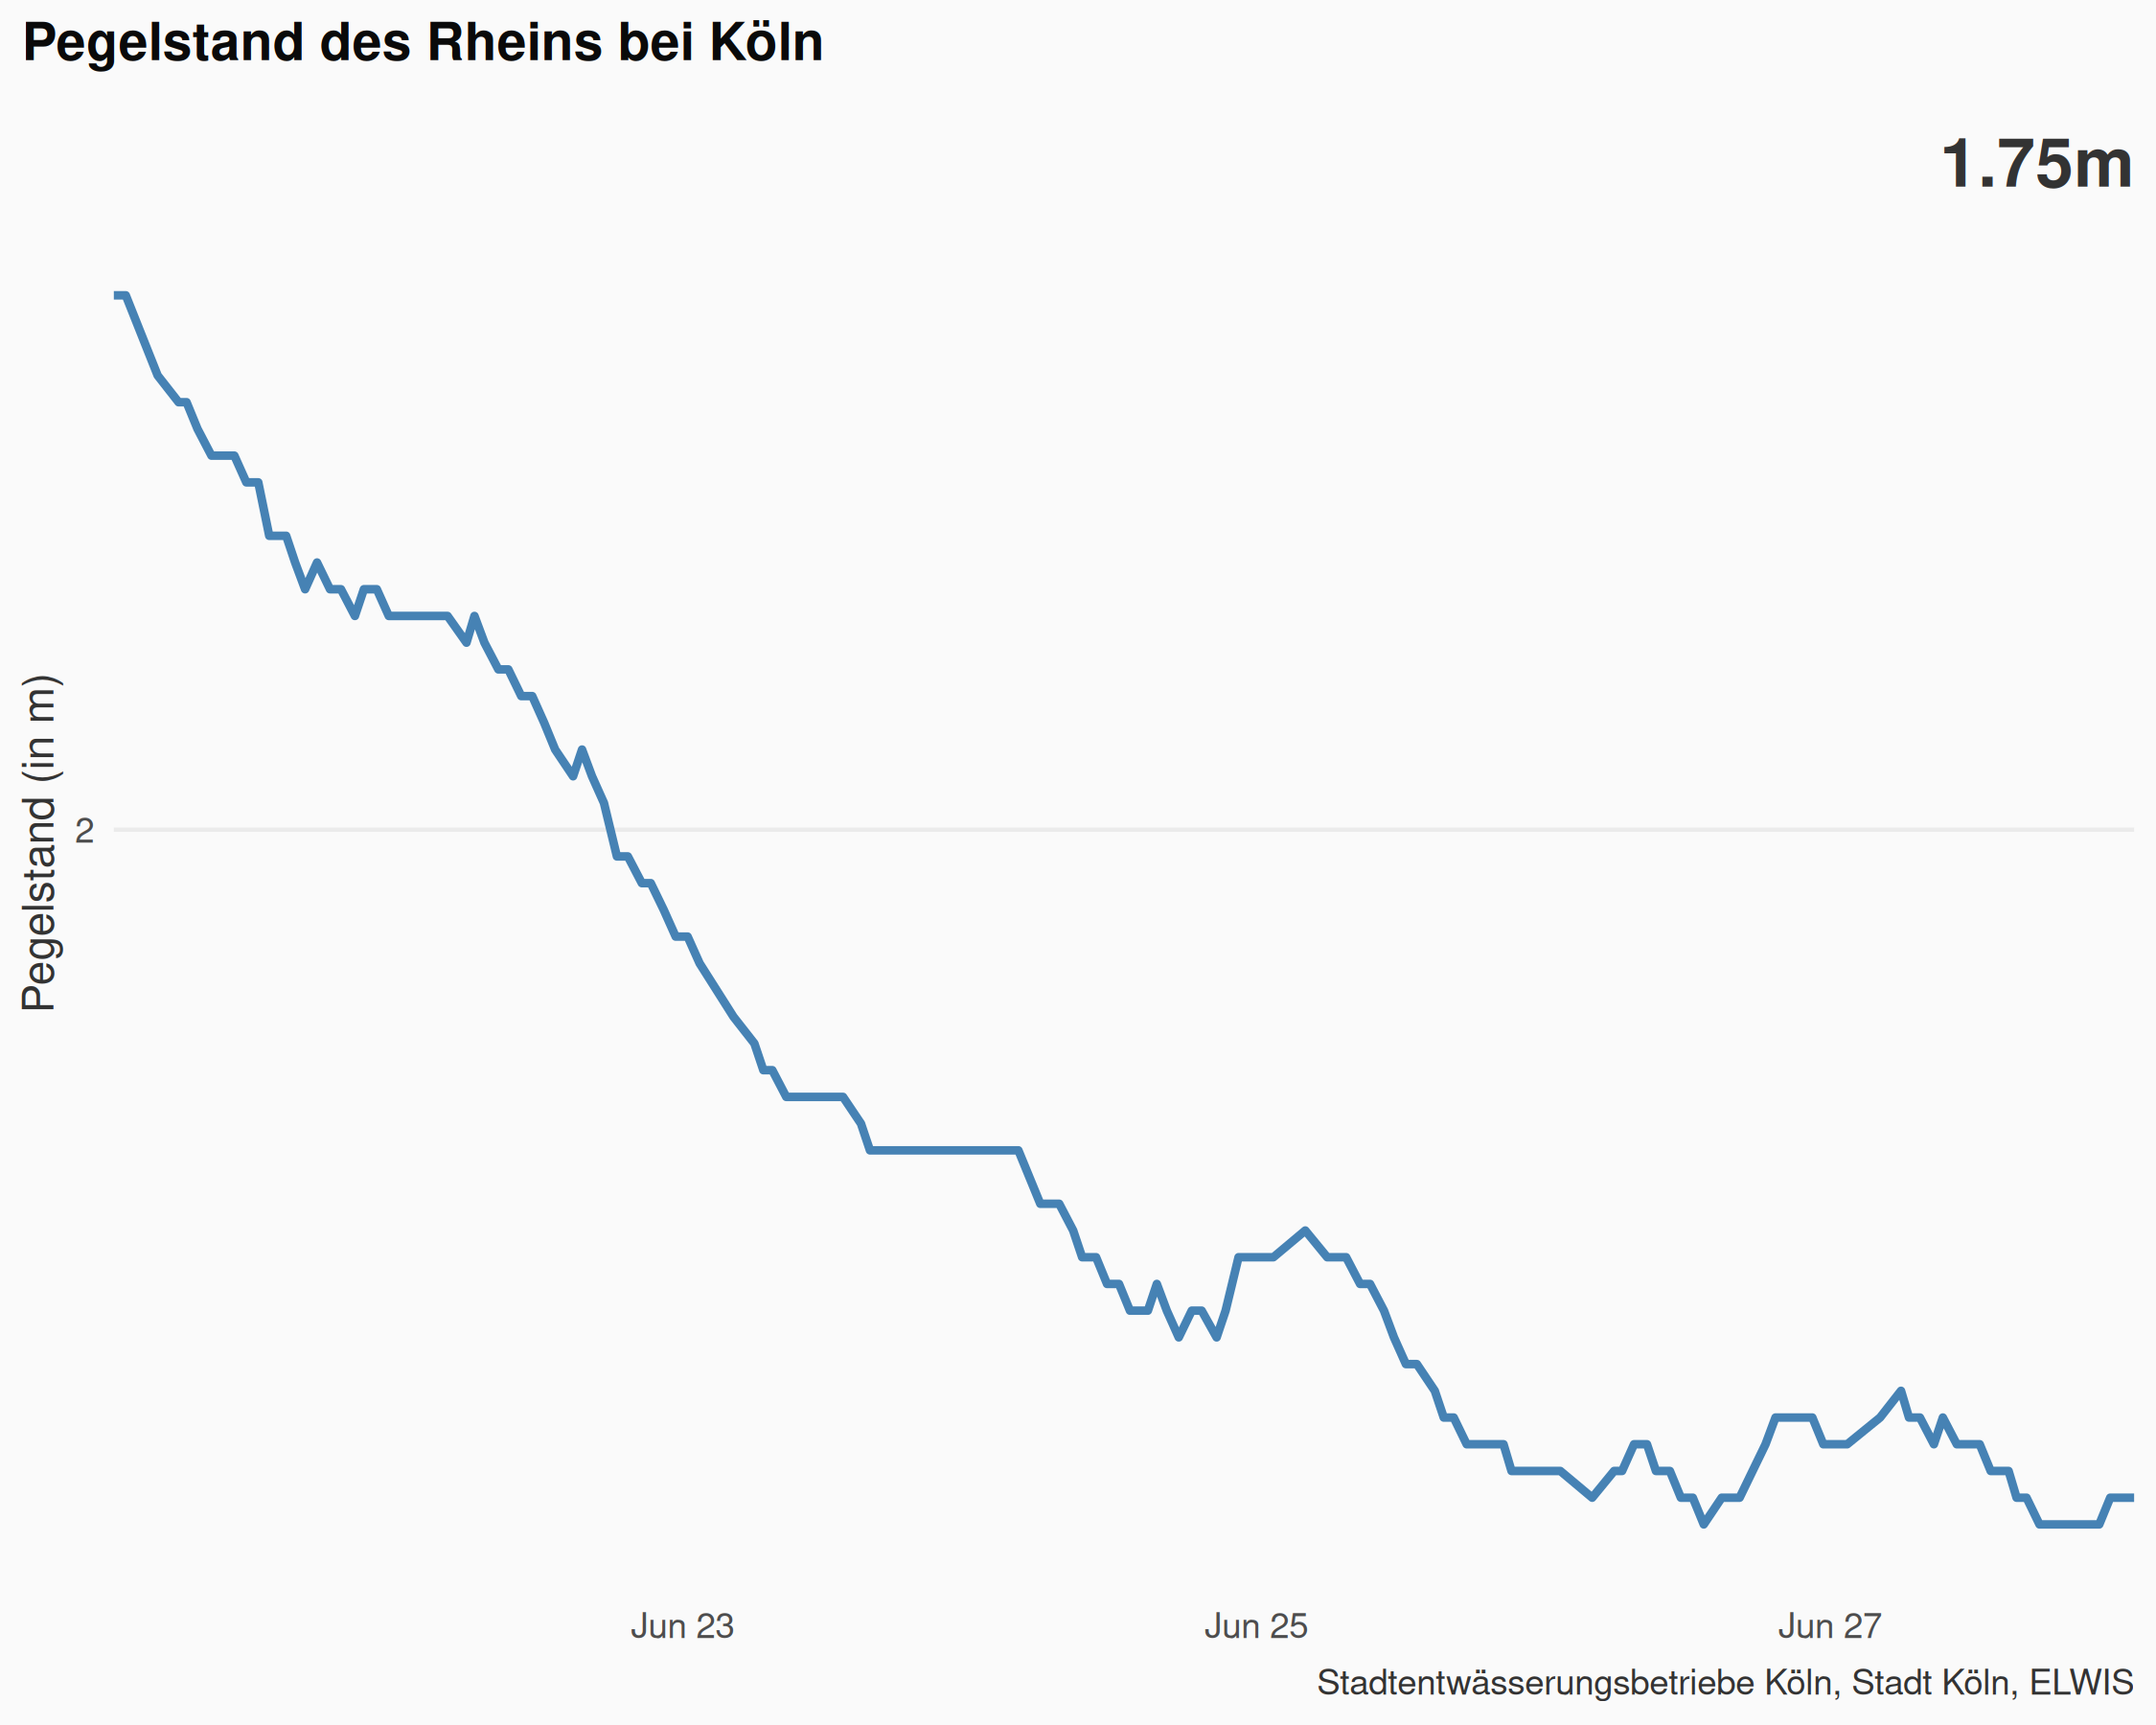 Pegelstand des Rheins bei Köln
1.75m
Pegelstand (in m)
2
Jun 23
Jun 25
Jun 27
Stadtentwässerungsbetriebe Köln, Stadt Köln, ELWIS